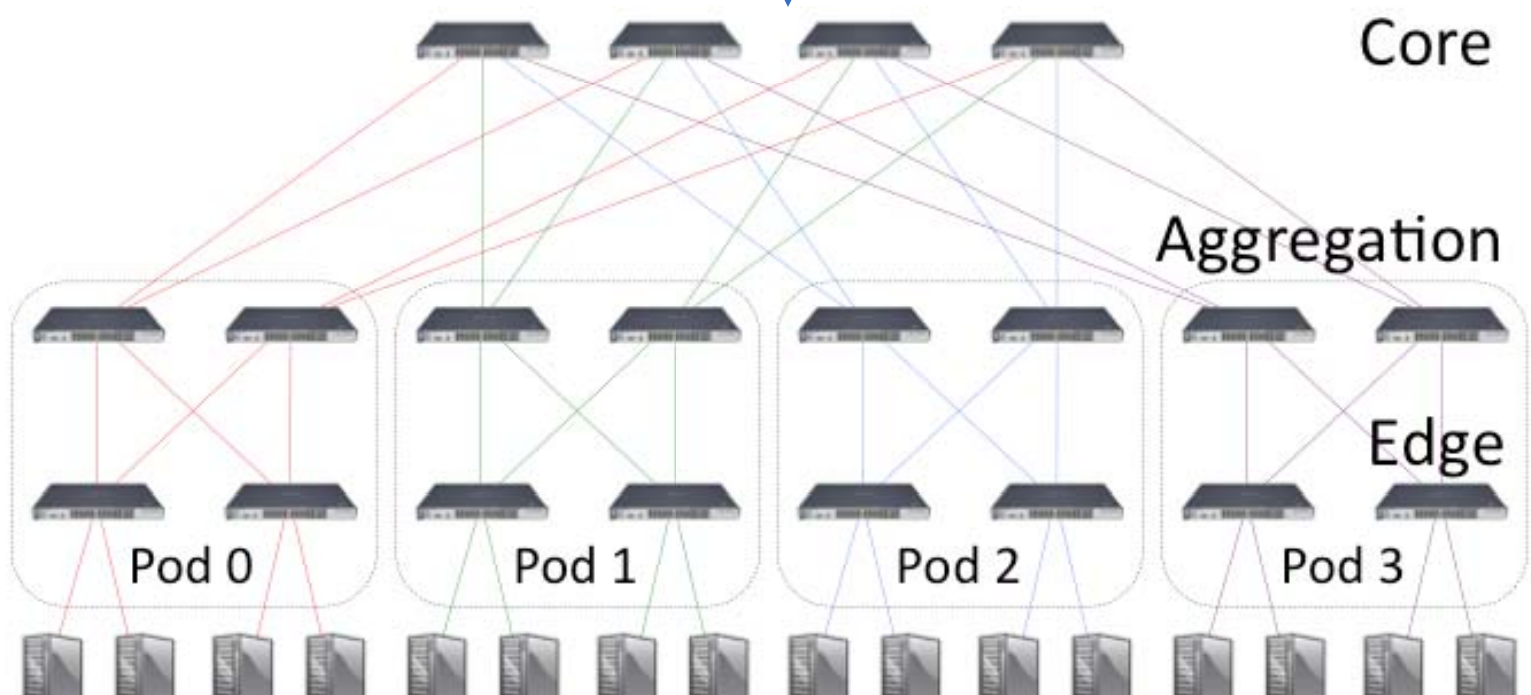 Core
Aggregation
Edge
Pod 0
Pod 1
Pod 2
Pod 3